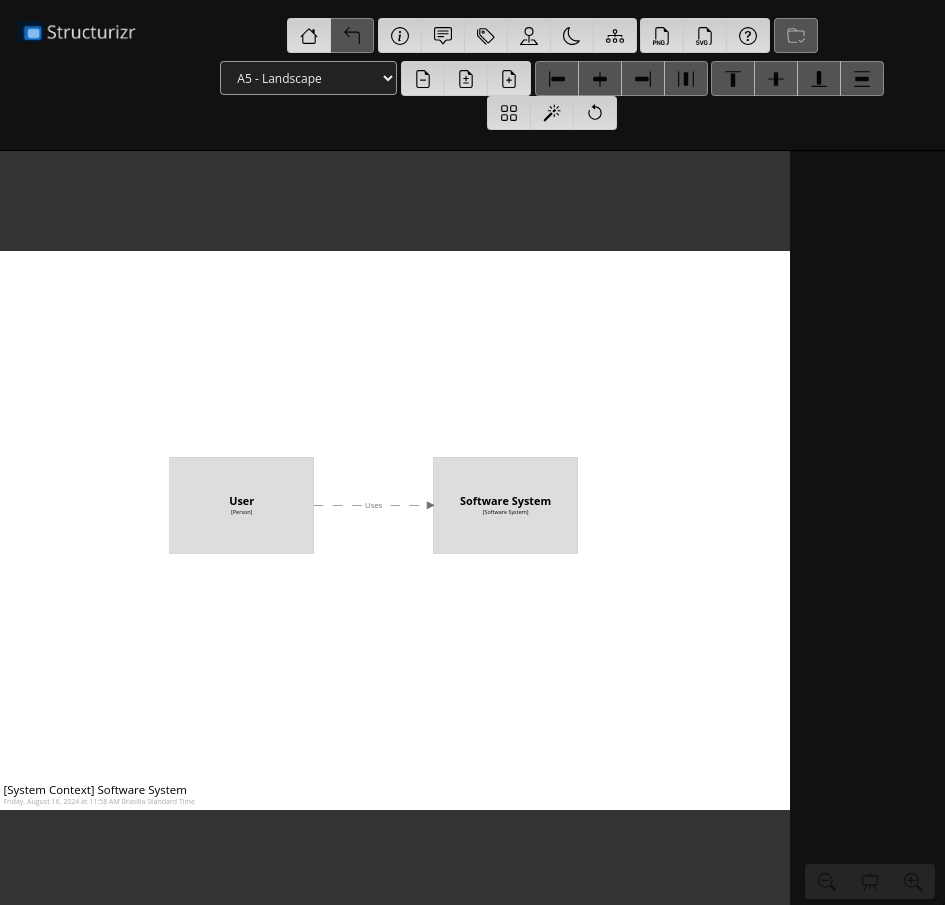 Structurizr
PNG
SVG
A5 - Landscape
User
[Person]
Uses
Software System
[Software System]
[System Context] Software System
Friday, August 16, 2024 at 11:58 AM Brasilia Standard Time